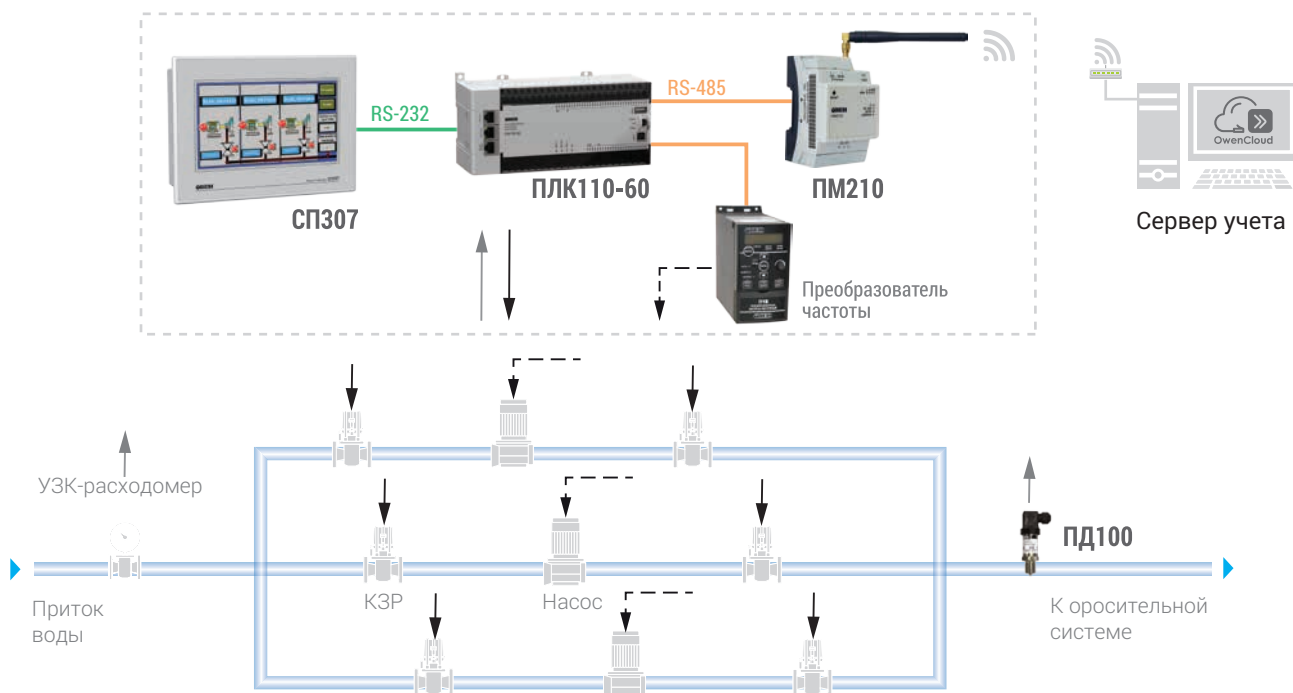 RS-232
RS-485
СП307
ПЛК110-60
ПМ210
OwenCloud
Сервер учета
Преобразователь
частоты
УЗК-расходомер
ПД100
Приток
воды
КЗР
Насос
К оросительной
системе